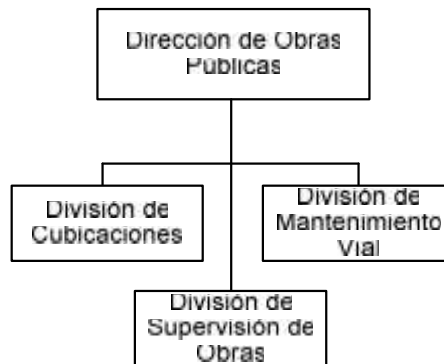 Dirección de Obras
Públicas
División de
Cubicaciones
División de
Mantenimiento
Vial
División de
Supervisión de
Obras